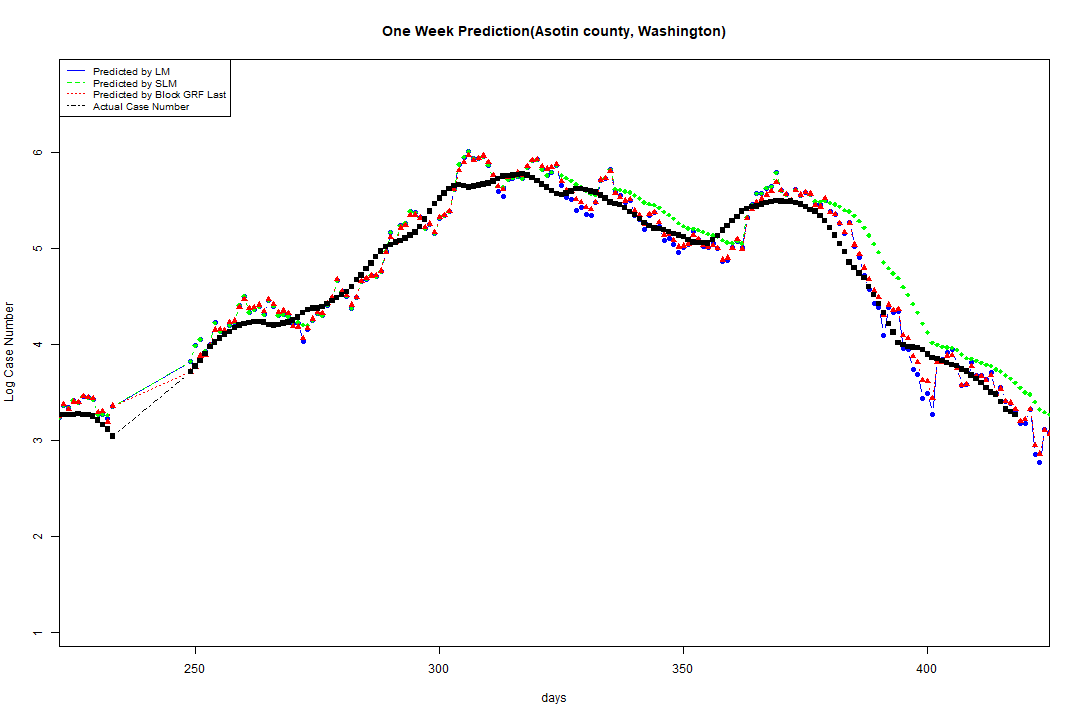 One Week Prediction(Asotin county, Washington)
Predicted by LM
Predicted by SLM
Predicted by Block GRF Last
Actual Case Number
6
5
4
3
2
1
Log Case Number
250 300 350 400
days